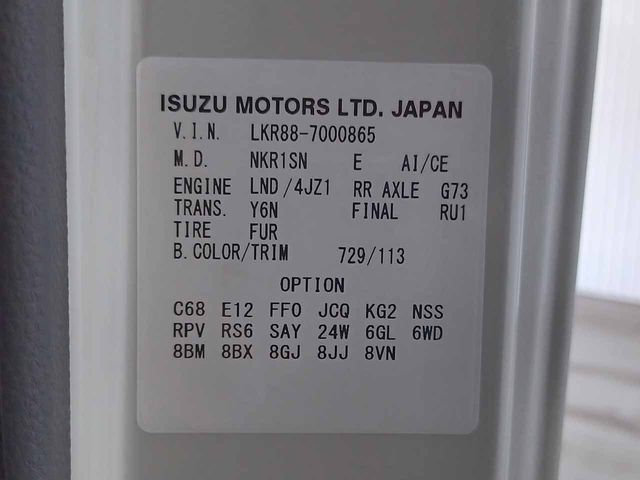 ISUZU MOTORS LTD. JAPAN
V.I.N. LKR88-7000865
M.D. NKR1SN E AI/CE
ENGINE LND/4JZ1 RR AXLE G73
TRANS. Y6N FINAL RU1
TIRE FUR
B.COLOR/TRIM 729/113
OPTION
C68 E12 FF0 JCQ KG2 NSS
RPV RS6 SAY 24W 6GL 6WD
8BM 8BX 8GJ 8JJ 8VN